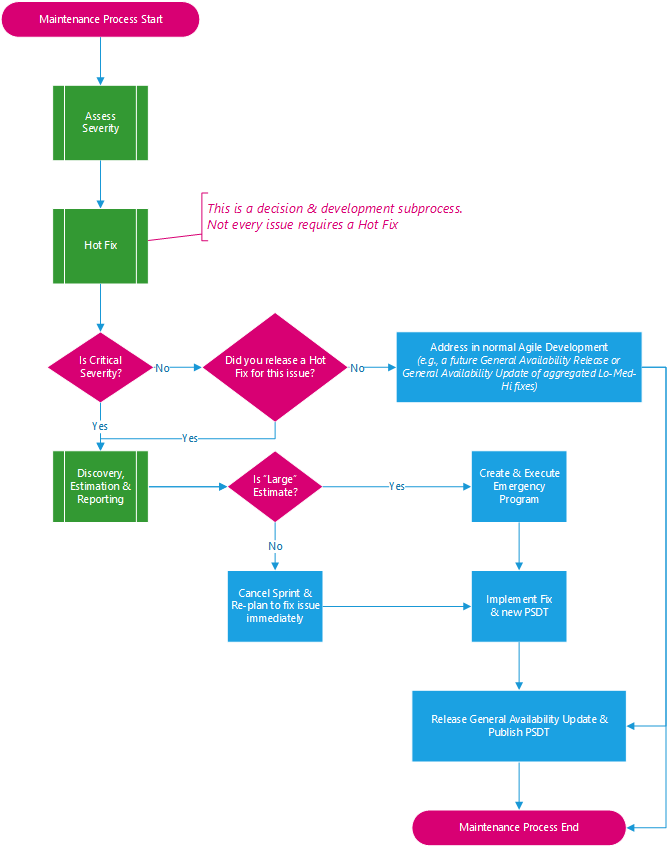 Maintenance Process Start
Assess
Severity
This is a decision & development subprocess.
Not every issue requires a Hot Fix
Hot Fix
Is Critical
Severity?
No
Did you release a Hot
Fix for this issue?
No
Address in normal Agile Development
(e.g., a future General Availability Release or
General Availability Update of aggregated Lo-Med-
Hi fixes)
Yes
Yes
Discovery,
Estimation &
Reporting
Is "Large"
Estimate?
Yes
Create & Execute
Emergency
Program
No
Cancel Sprint &
Re-plan to fix issue
immediately
Implement Fix
& new PSDT
Release General Availability Update &
Publish PSDT
Maintenance Process End